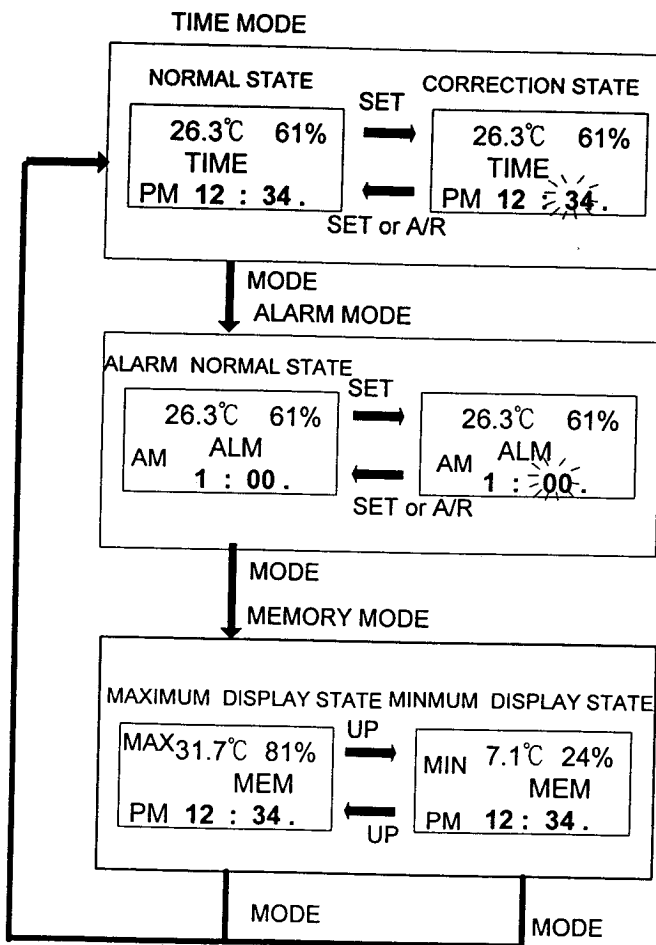 TIME MODE
NORMAL STATE
26.3℃ 61%
TIME
PM 12 : 34 .
SET
SET or A/R
CORRECTION STATE
26.3℃ 61%
TIME
PM 12 : 34 .
MODE
ALARM MODE
ALARM NORMAL STATE
26.3℃ 61%
ALM
AM
1 : 00 .
SET
SET or A/R
26.3℃ 61%
ALM
AM
1 : 00 .
MODE
MEMORY MODE
MAXIMUM DISPLAY STATE
MAX 31.7℃ 81%
MEM
PM 12 : 34 .
UP
UP
MINMUM DISPLAY STATE
MIN 7.1℃ 24%
MEM
PM 12 : 34 .
MODE
MODE